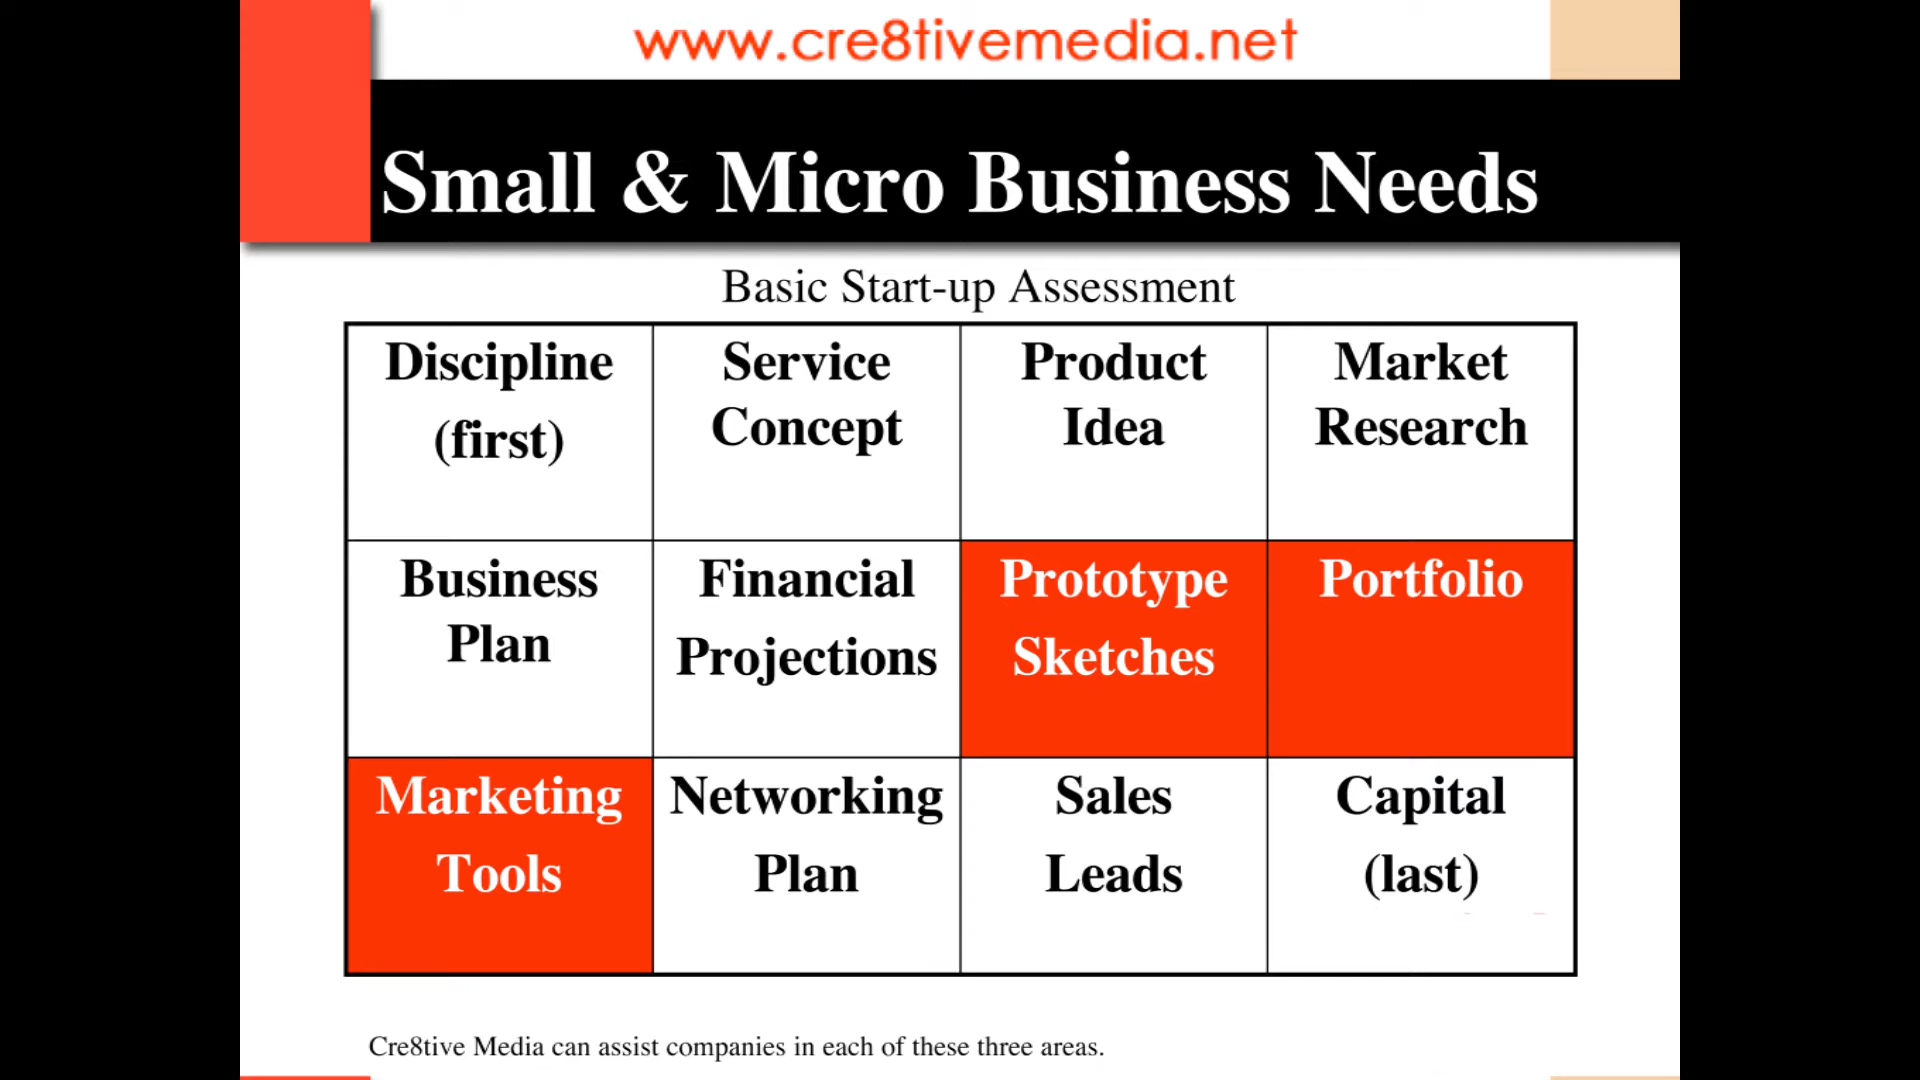 www.cre8tivemedia.net
Small & Micro Business Needs
Basic Start-up Assessment
Discipline
(first)
Service
Concept
Product
Idea
Market
Research
Business
Plan
Financial
Projections
Prototype
Sketches
Portfolio
Marketing
Tools
Networking
Plan
Sales
Leads
Capital
(last)
Cre8tive Media can assist companies in each of these three areas.